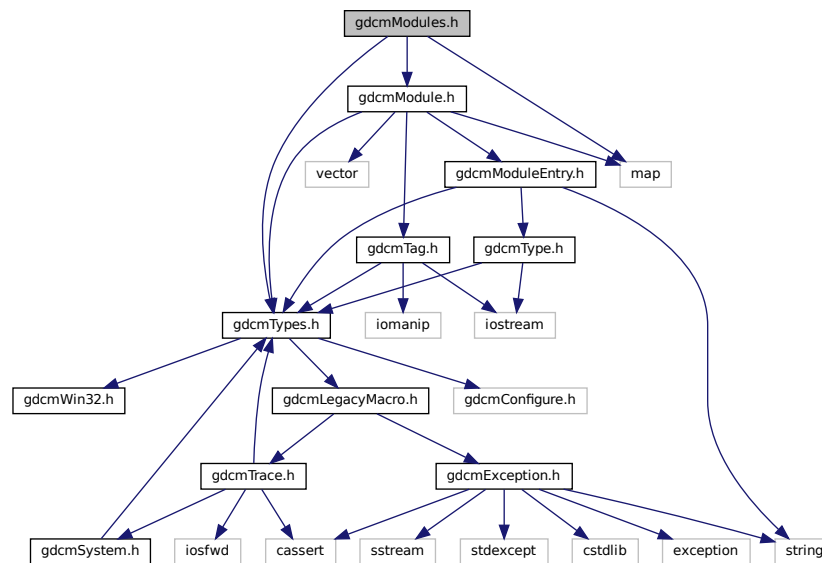 gdcmModules.h
gdcmModule.h
vector
gdcmModuleEntry.h
map
gdcmTag.h
gdcmType.h
gdcmTypes.h
iomanip
iostream
gdcmWin32.h
gdcmLegacyMacro.h
gdcmConfigure.h
gdcmTrace.h
gdcmException.h
gdcmSystem.h
iosfwd
cassert
sstream
stdexcept
cstdlib
exception
string